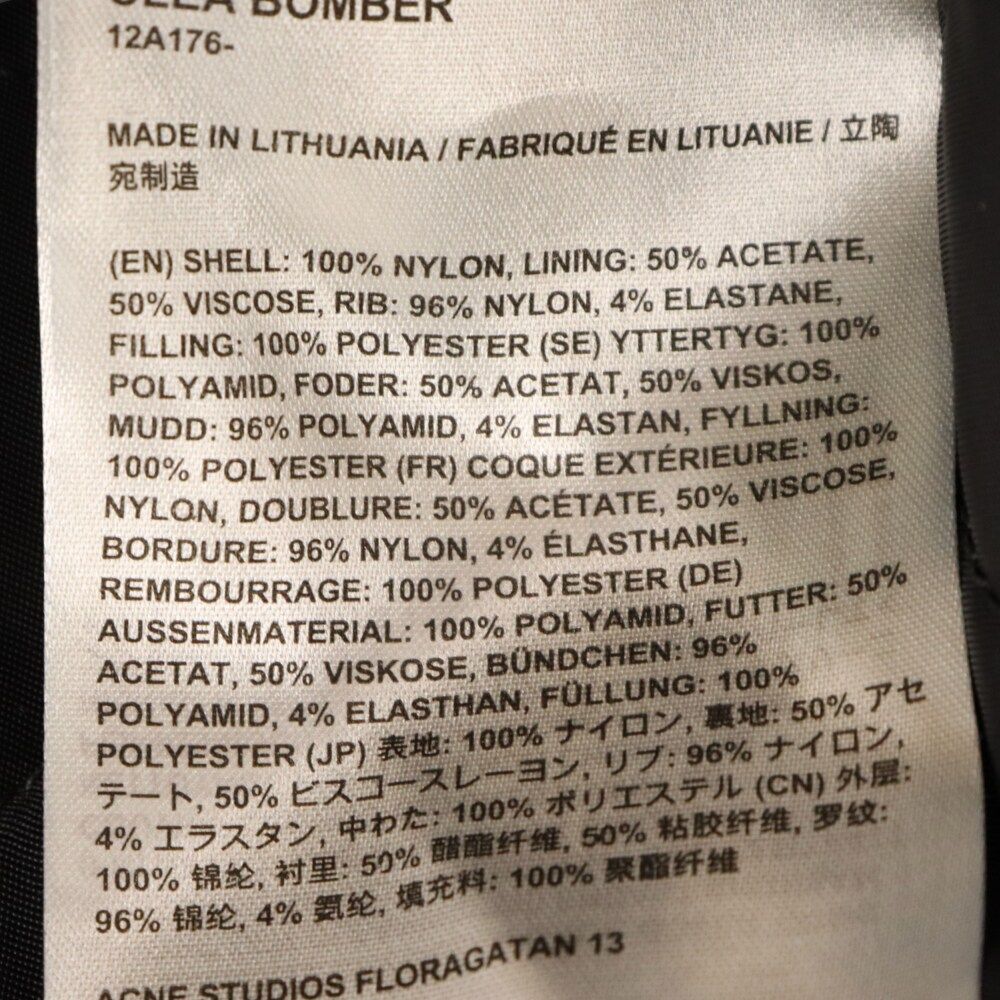 BOMBER
12A176-
MADE IN LITHUANIA / FABRIQUÉ EN LITUANIE / 立陶
宛制造
(EN) SHELL: 100% NYLON, LINING: 50% ACETATE,
50% VISCOSE, RIB: 96% NYLON, 4% ELASTANE,
FILLING: 100% POLYESTER (SE) YTTERTYG: 100%
POLYAMID, FODER: 50% ACETAT, 50% VISKOS,
MUDD: 96% POLYAMID, 4% ELASTAN, FYLLNING:
100% POLYESTER (FR) COQUE EXTÉRIEURE: 100%
NYLON, DOUBLURE: 50% ACÉTATE, 50% VISCOSE,
BORDURE: 96% NYLON, 4% ÉLASTHANE,
REMBOURRAGE: 100% POLYESTER (DE)
AUSSENMATERIAL: 100% POLYAMID, FUTTER: 50%
ACETAT, 50% VISKOSE, BÜNDCHEN: 96%
POLYAMID, 4% ELASTHAN, FÜLLUNG: 100%
POLYESTER (JP) 表地: 100% ナイロン, 裏地: 50% アセ
テート, 50% ビスコースレーヨン, リブ: 96% ナイロン,
4% エラスタン, 中わた: 100% ポリエステル (CN) 外层:
100% 锦纶, 衬里: 50% 醋酯纤维, 50% 粘胶纤维, 罗纹:
96% 锦纶, 4% 氨纶, 填充料: 100% 聚酯纤维
ACNE STUDIOS FLORAGATAN 13